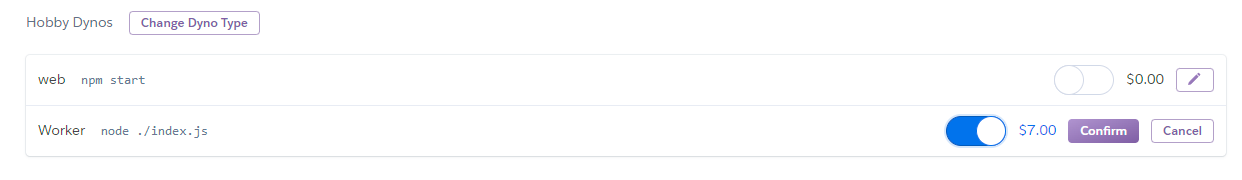 Hobby Dynos Change Dyno Type
web npm start $0.00
Worker node ./index.js $7.00 Confirm Cancel